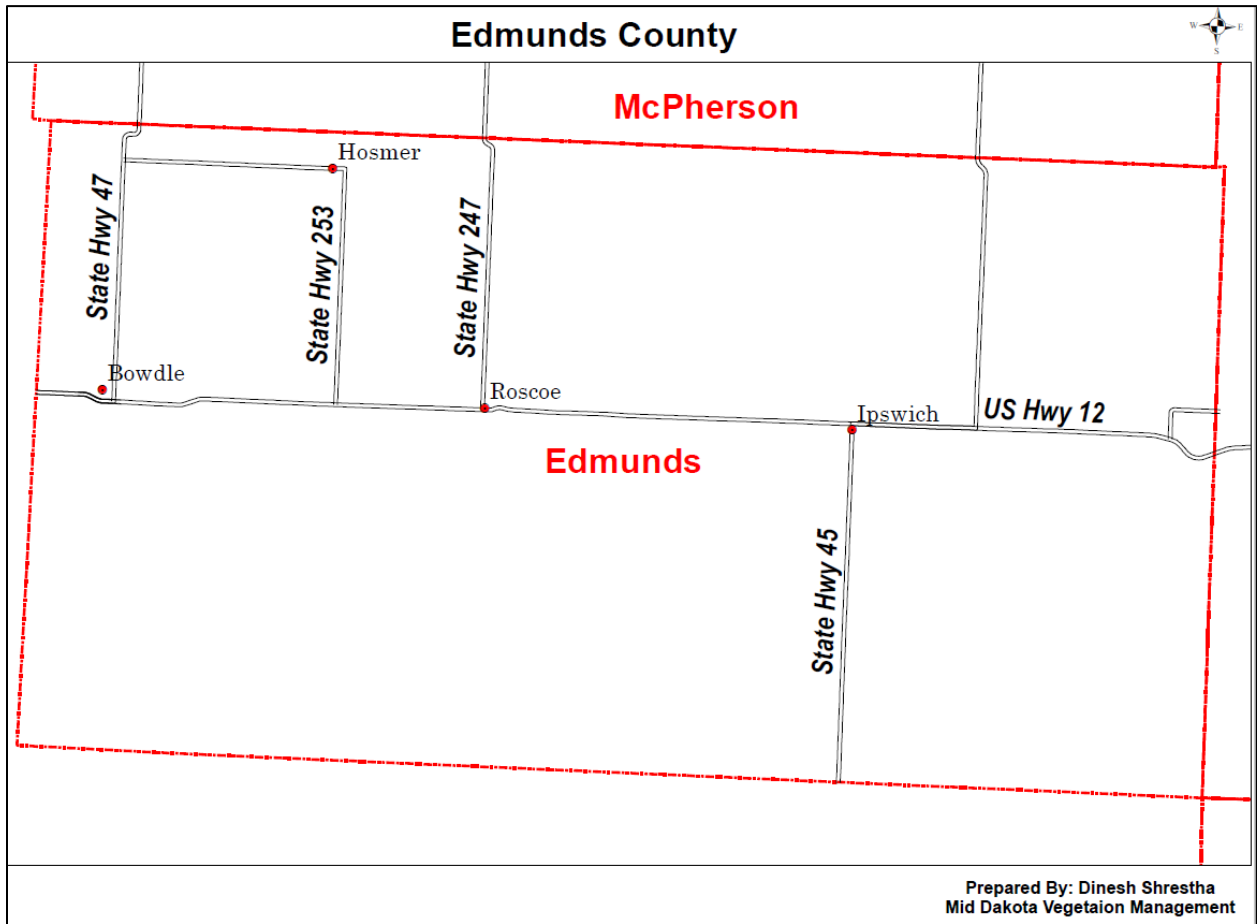 Edmunds County
W
E
S
McPherson
Hosmer
State Hwy 47
State Hwy 253
State Hwy 247
Bowdle
Roscoe
Ipswich
US Hwy 12
Edmunds
State Hwy 45
Prepared By: Dinesh Shrestha
Mid Dakota Vegetaion Management